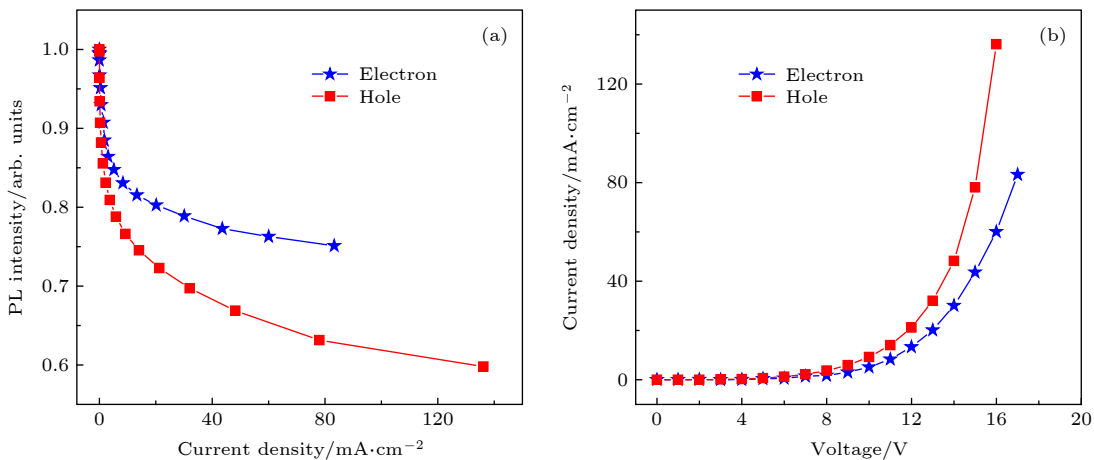 (a)
Electron
Hole
PL intensity/arb. units
1.0
0.9
0.8
0.7
0.6
0
40
80
120
Current density/mA·cm⁻²
(b)
Electron
Hole
Current density/mA·cm⁻²
120
80
40
0
0
4
8
12
16
20
Voltage/V